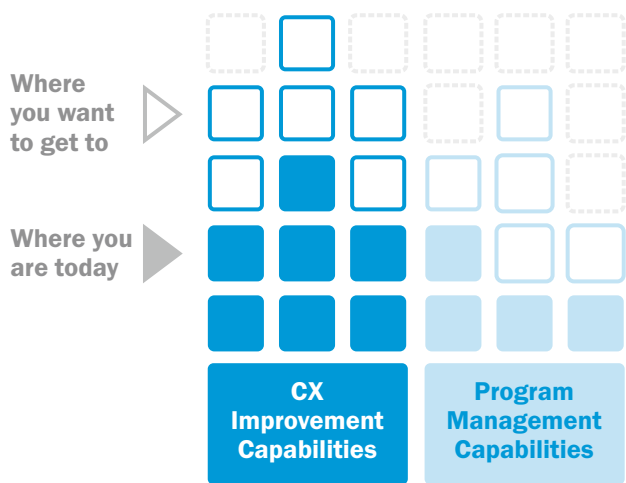 Where
you want
to get to
Where you
are today
CX
Improvement
Capabilities
Program
Management
Capabilities